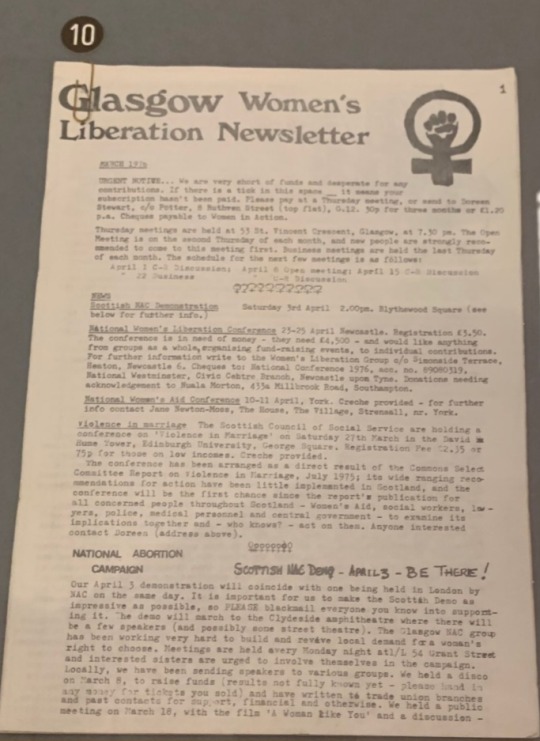 10
1
Glasgow Women's
Liberation Newsletter
URGENT NOTICE... We are very short of funds and desperate for any
contributions. If there is a tick in this space __ it means your
subscription hasn't been paid. Please pay at a Thursday meeting, or send to Doreen
Stewart, c/o Potter, 8 Ruthven Street (top flat), G.12. 50p for three months or £1.20
p.a. Cheques payable to Women in Action.
Thursday meetings are held at 53 St. Vincent Crescent, Glasgow, at 7.30 pm. The Open
Meeting is on the second Thursday of each month, and new people are strongly recom-
mended to come to this meeting first. Business meetings are held the last Thursday
of each month. The schedule for the next few meetings is as follows:
April 1 C-R Discussion; April 8 Open meeting; April 15 C-R Discussion
" 22 Business " C-R Discussion
??????????
NEWS
Scottish NAC Demonstration Saturday 3rd April 2.00pm. Blythswood Square (see
below for further info.)
National Women's Liberation Conference 23-25 April Newcastle. Registration £3.50.
The conference is in need of money - they need £4,500 - and would like anything
from groups as a whole, organising fund-raising events, to individual contributions.
For further information write to the Women's Liberation Group c/o Simonside Terrace,
Heaton, Newcastle 6. Cheques to: National Conference 1976, acc. no. 89080319,
National Westminster, Civic Centre Branch, Newcastle upon Tyne. Donations needing
acknowledgement to Nuala Morton, 433a Millbrook Road, Southampton.
National Women's Aid Conference 10-11 April, York. Creche provided - for further
info contact Jane Newton-Moss, The House, The Village, Strensall, nr. York.
Violence in marriage The Scottish Council of Social Service are holding a
conference on 'Violence in Marriage' on Saturday 27th March in the David
Hume Tower, Edinburgh University, George Square. Registration Fee £2.35 or
75p for those on low incomes. Creche provided.
The conference has been arranged as a direct result of the Commons Select
Committee Report on Violence in Marriage, July 1975; its wide ranging reco-
mmendations for action have been little implemented in Scotland, and the
conference will be the first chance since the report's publication for
all concerned people throughout Scotland - Women's Aid, social workers, law-
yers, police, medical personnel and central government - to examine its
implications together and - who knows? - act on them. Anyone interested
contact Doreen (address above).
NATIONAL ABORTION
CAMPAIGN SCOTTISH NAC DEMO - APRIL 3 - BE THERE!
Our April 3 demonstration will coincide with one being held in London by
NAC on the same day. It is important for us to make the Scottish Demo as
impressive as possible, so PLEASE blackmail everyone you know into support-
ing it. The demo will march to the Clydeside amphitheatre where there will
be a few speakers (and possibly some street theatre). The Glasgow NAC group
has been working very hard to build and revive local demand for a woman's
right to choose. Meetings are held every Monday night at 1/L 54 Grant Street
and interested sisters are urged to involve themselves in the campaign.
Locally, we have been sending speakers to various groups. We held a disco
on March 8, to raise funds (results not fully known yet - please hand in
any money for tickets you sold) and have written to trade union branches
and past contacts for support, financial and otherwise. We held a public
meeting on March 18, with the film 'A Woman Like You' and a discussion -